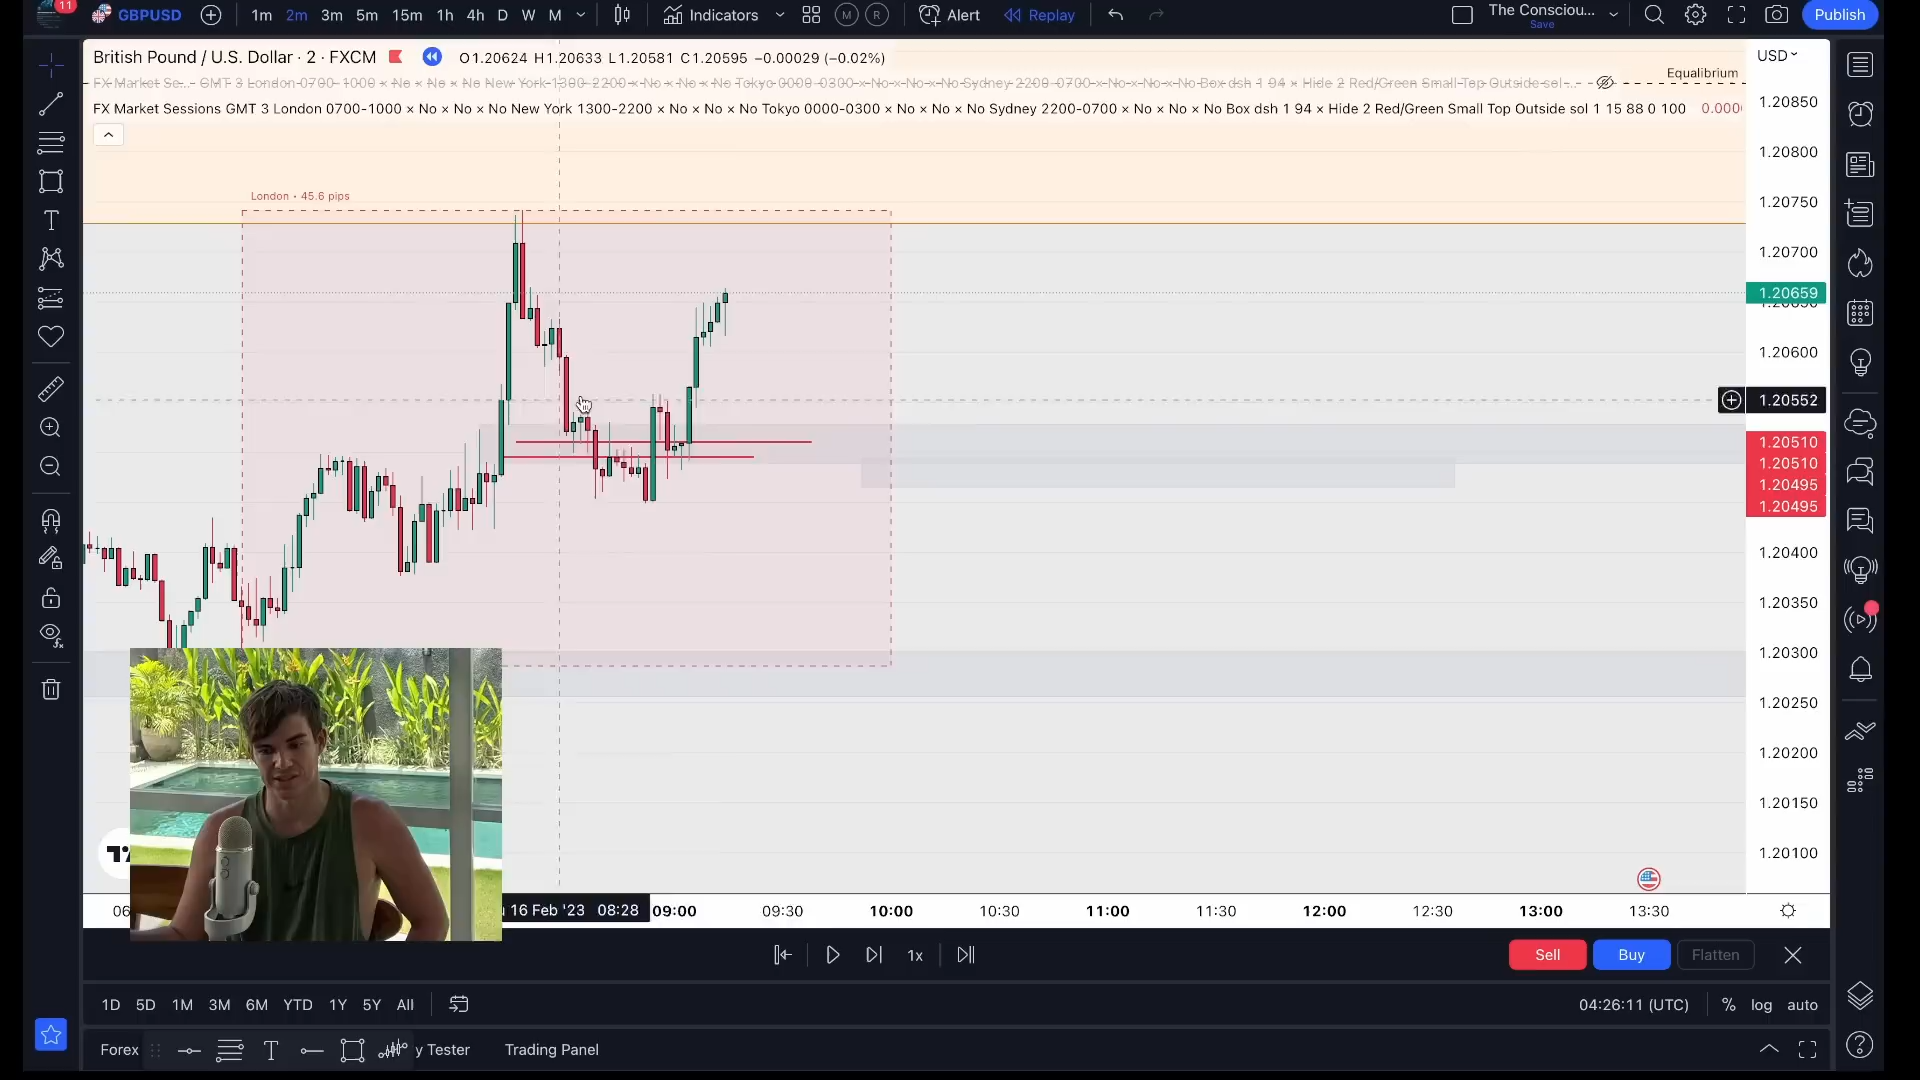 11
GBPUSD
1m 2m 3m 5m 15m 1h 4h D W M
Indicators
M R
Alert
Replay
The Consciou...
Save
Publish
British Pound / U.S. Dollar · 2 · FXCM
O1.20624 H1.20633 L1.20581 C1.20595 −0.00029 (−0.02%)
FX Market Se... GMT 3 London 0700-1000 × No × No × No New York 1300-2200 × No × No × No Tokyo 0000-0300 × No × No × No Sydney 2200-0700 × No × No × No Box dsh 1 94 × Hide 2 Red/Green Small Top Outside sol ...
FX Market Sessions GMT 3 London 0700-1000 × No × No × No New York 1300-2200 × No × No × No Tokyo 0000-0300 × No × No × No Sydney 2200-0700 × No × No × No Box dsh 1 94 × Hide 2 Red/Green Small Top Outside sol 1 15 88 0 100 0.000
Equalibrium
USD
London · 45.6 pips
1.20850
1.20800
1.20750
1.20700
1.20659
1.20600
1.20552
1.20510
1.20510
1.20495
1.20495
1.20400
1.20350
1.20300
1.20250
1.20200
1.20150
1.20100
06
16 Feb '23 08:28
09:00 09:30 10:00 10:30 11:00 11:30 12:00 12:30 13:00 13:30
1x
Sell
Buy
Flatten
1D 5D 1M 3M 6M YTD 1Y 5Y All
04:26:11 (UTC)
% log auto
Forex
T
y Tester
Trading Panel